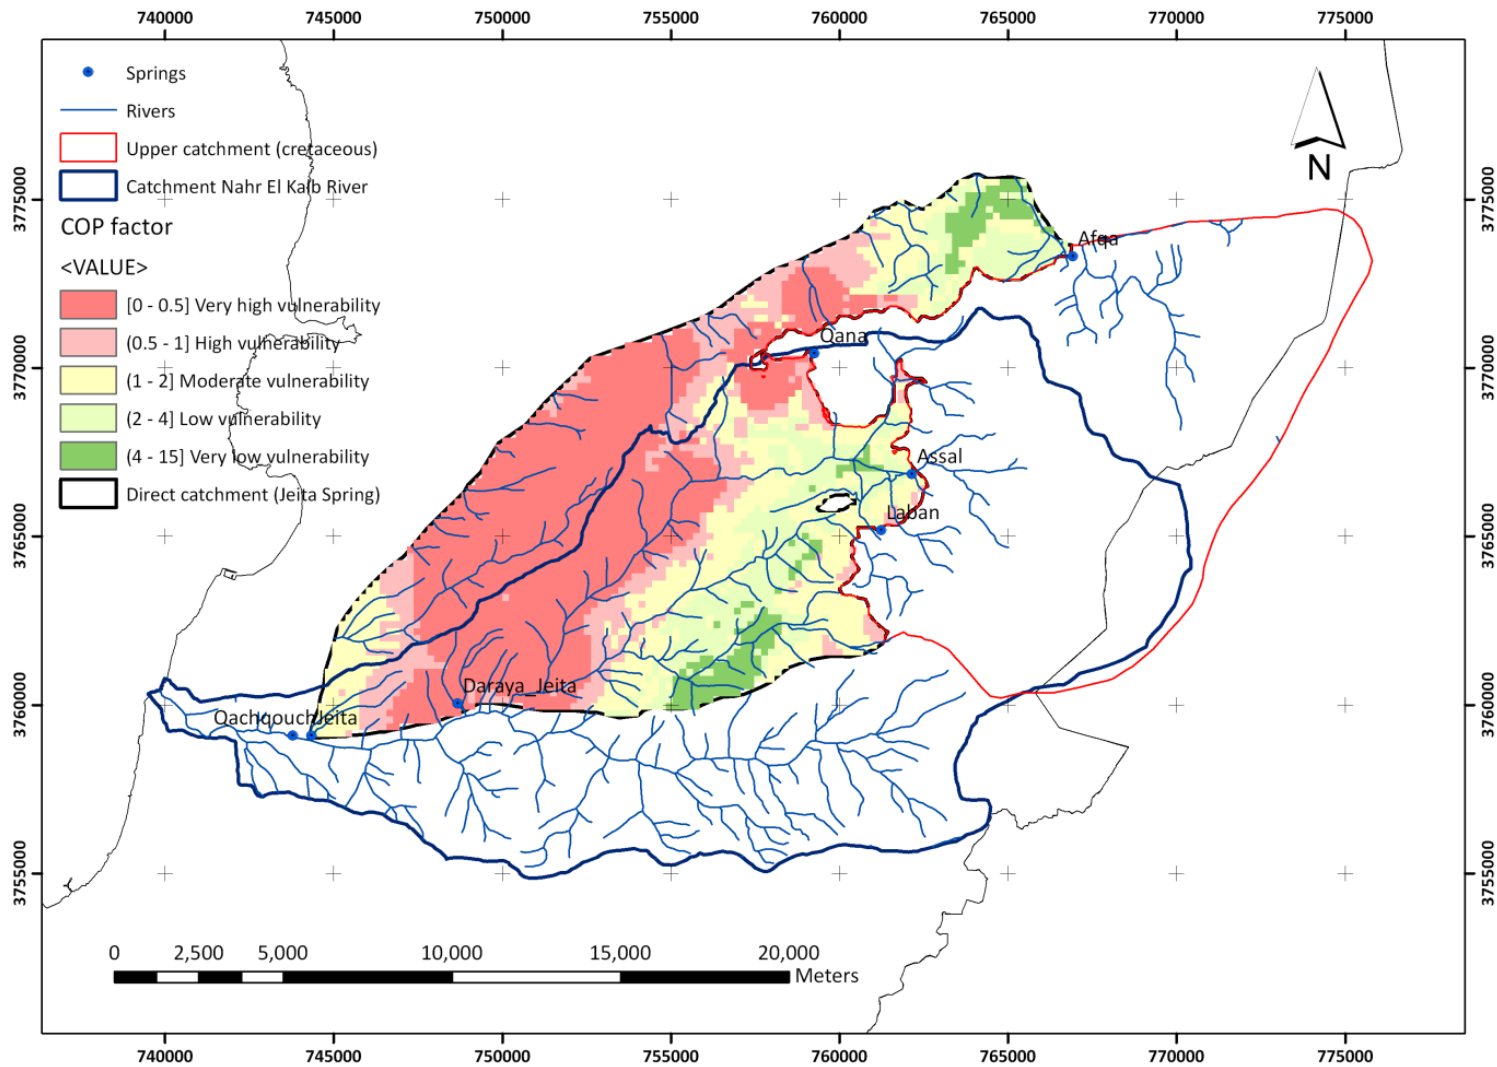 740000 745000 750000 755000 760000 765000 770000 775000
Springs
Rivers
Upper catchment (cretaceous)
Catchment Nahr El Kalb River
COP factor
<VALUE>
[0 - 0.5] Very high vulnerability
(0.5 - 1] High vulnerability
(1 - 2] Moderate vulnerability
(2 - 4] Low vulnerability
(4 - 15] Very low vulnerability
Direct catchment (Jeita Spring)
N
3775000 3775000
Afqa
Qana
3770000 3770000
Assal
Laban
3765000 3765000
Daraya_Jeita
3760000 3760000
Qachqouch Jeita
3755000 3755000
0 2,500 5,000 10,000 15,000 20,000
Meters
740000 745000 750000 755000 760000 765000 770000 775000